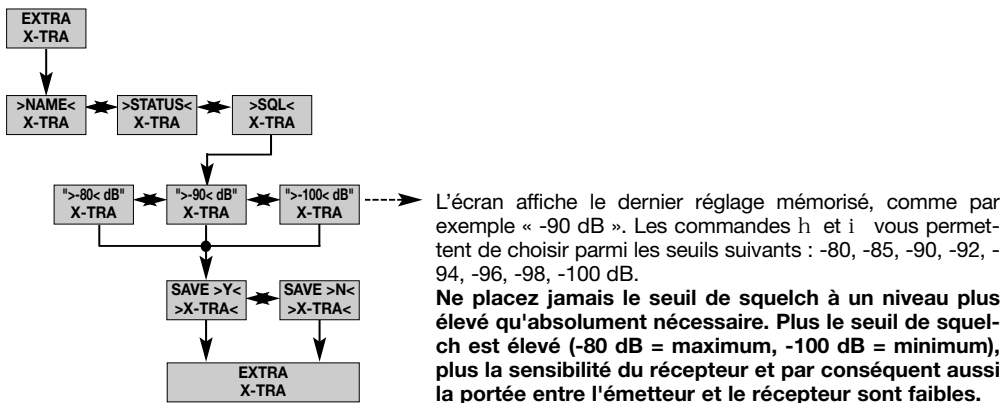 EXTRA
X-TRA
>NAME<
X-TRA
>STATUS<
X-TRA
>SQL<
X-TRA
">-80< dB"
X-TRA
">-90< dB"
X-TRA
">-100< dB"
X-TRA
SAVE >Y<
>X-TRA<
SAVE >N<
>X-TRA<
EXTRA
X-TRA
L'écran affiche le dernier réglage mémorisé, comme par
exemple « -90 dB ». Les commandes h et i vous permet-
tent de choisir parmi les seuils suivants : -80, -85, -90, -92, -
94, -96, -98, -100 dB.
Ne placez jamais le seuil de squelch à un niveau plus
élevé qu'absolument nécessaire. Plus le seuil de squel-
ch est élevé (-80 dB = maximum, -100 dB = minimum),
plus la sensibilité du récepteur et par conséquent aussi
la portée entre l'émetteur et le récepteur sont faibles.